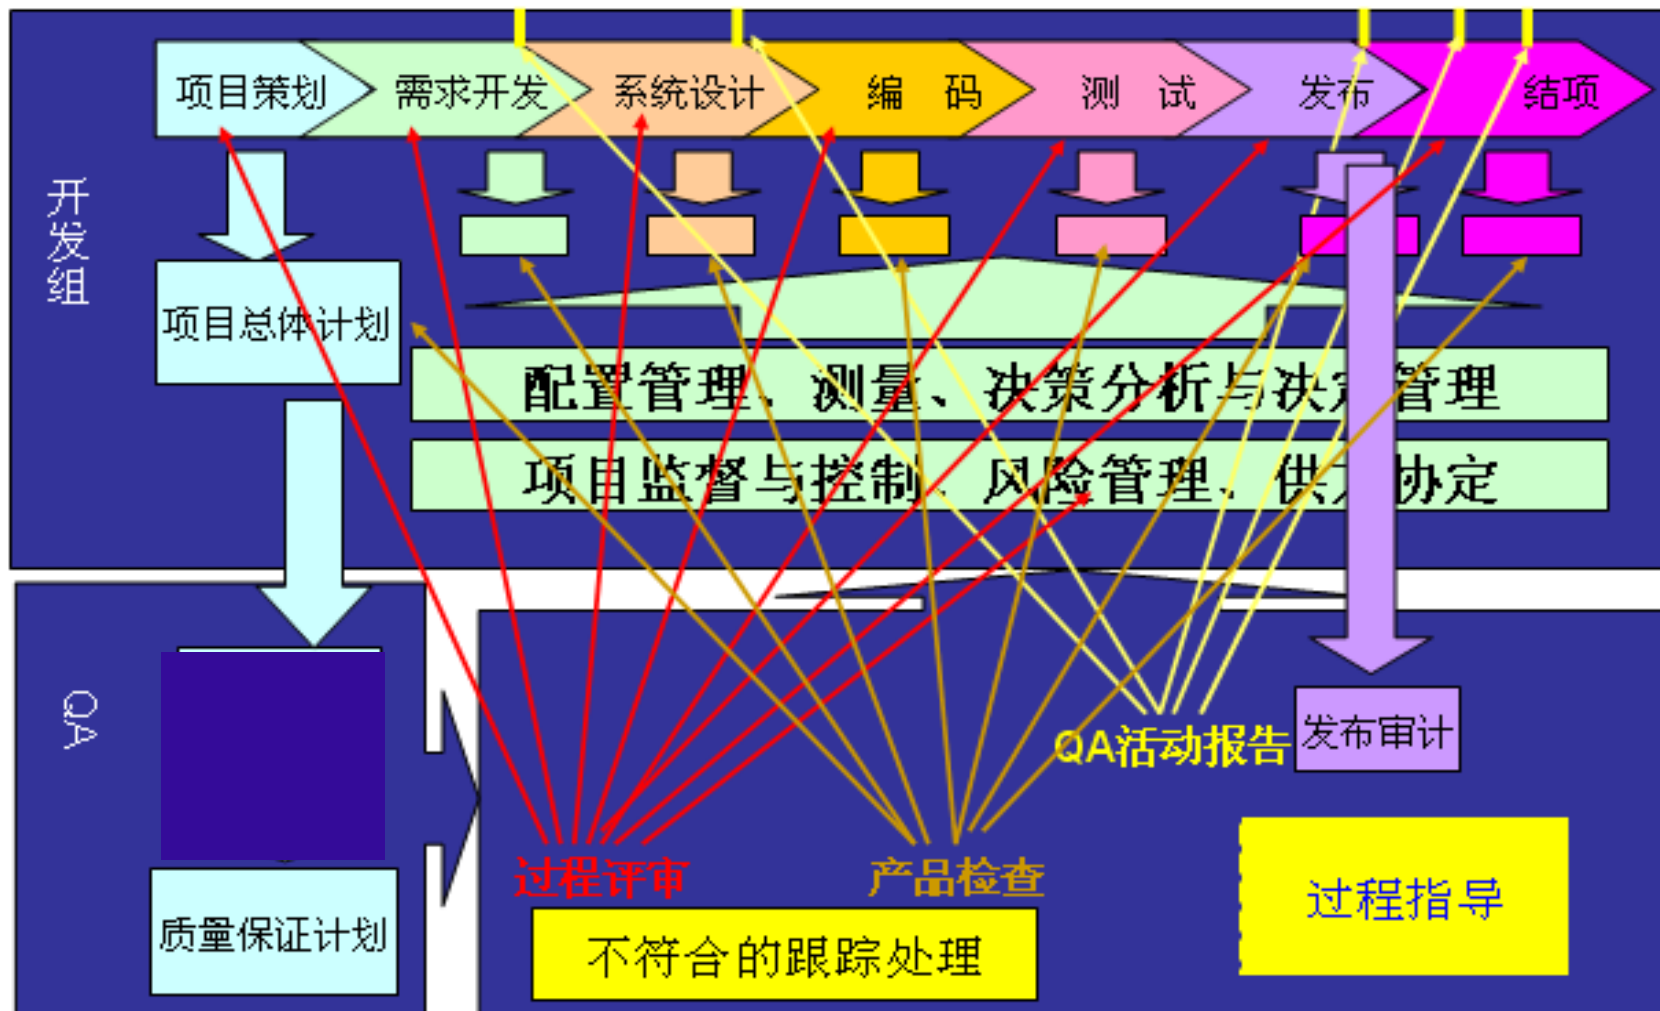 项目策划
需求开发
系统设计
编 码
测 试
发布
结项
开发组
项目总体计划
配置管理、测量、决策分析与决定管理
项目监督与控制、风险管理、供方协定
QA
QA活动报告
发布审计
过程评审
产品检查
过程指导
质量保证计划
不符合的跟踪处理